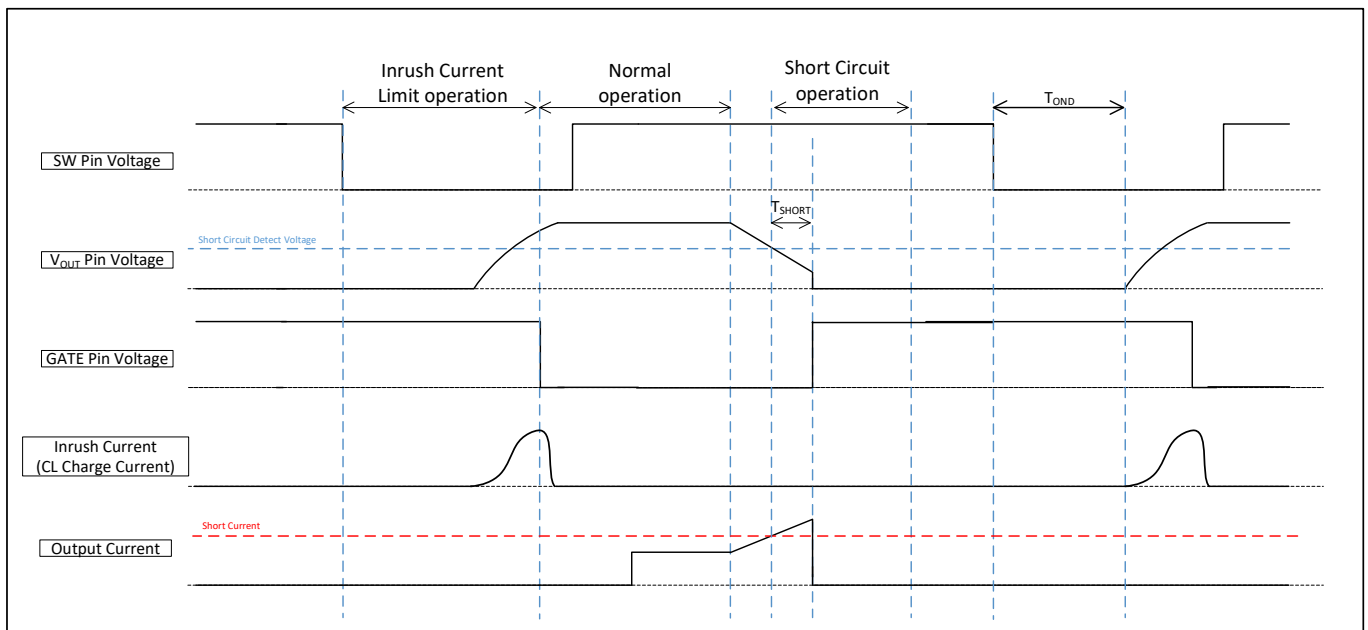 Inrush Current
Limit operation
Normal
operation
Short Circuit
operation
TOND
SW Pin Voltage
TSHORT
Short Circuit Detect Voltage
VOUT Pin Voltage
GATE Pin Voltage
Inrush Current
(CL Charge Current)
Short Current
Output Current